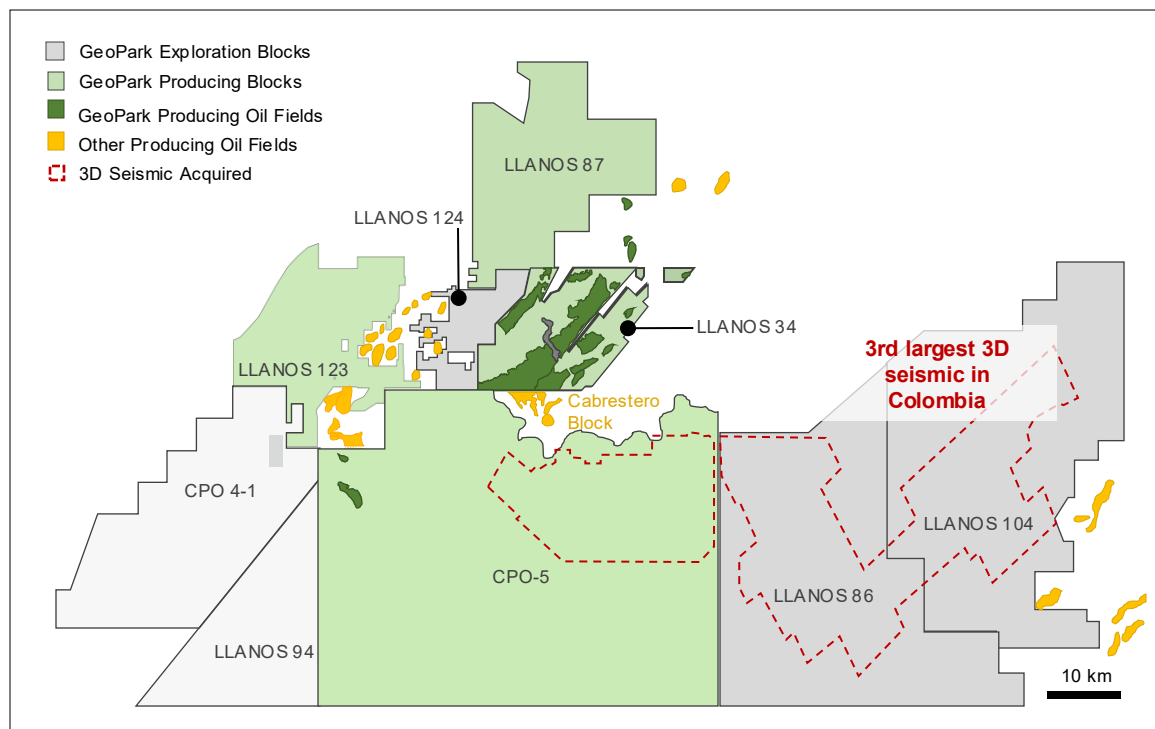 GeoPark Exploration Blocks
GeoPark Producing Blocks
GeoPark Producing Oil Fields
Other Producing Oil Fields
3D Seismic Acquired
LLANOS 87
LLANOS 124
LLANOS 34
3rd largest 3D
seismic in
Colombia
LLANOS 123
Cabrestero
Block
CPO 4-1
LLANOS 104
CPO-5
LLANOS 86
LLANOS 94
10 km